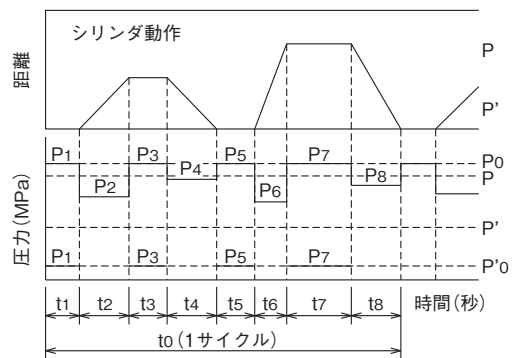 シリンダ動作
距離
P
P'
P1 P3 P5 P7 P0
P2 P4 P6 P8 P
圧力(MPa)
P'
P1 P3 P5 P7 P'0
t1 t2 t3 t4 t5 t6 t7 t8 時間(秒)
t0(1サイクル)